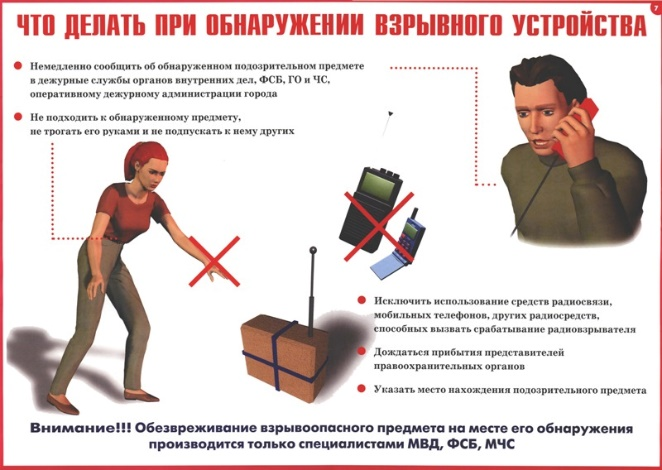 7
ЧТО ДЕЛАТЬ ПРИ ОБНАРУЖЕНИИ ВЗРЫВНОГО УСТРОЙСТВА
Немедленно сообщить об обнаруженном подозрительном предмете
в дежурные службы органов внутренних дел, ФСБ, ГО и ЧС,
оперативному дежурному администрации города
Не подходить к обнаруженному предмету,
не трогать его руками и не подпускать к нему других
Исключить использование средств радиосвязи,
мобильных телефонов, других радиосредств,
способных вызвать срабатывание радиовзрывателя
Дождаться прибытия представителей
правоохранительных органов
Указать место нахождения подозрительного предмета
Внимание!!! Обезвреживание взрывоопасного предмета на месте его обнаружения
производится только специалистами МВД, ФСБ, МЧС